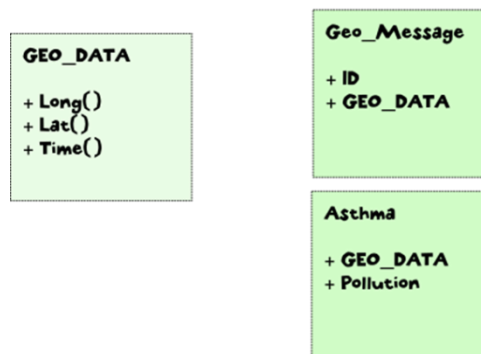 GEO_DATA
+ Long()
+ Lat()
+ Time()
Geo_Message
+ ID
+ GEO_DATA
Asthma
+ GEO_DATA
+ Pollution